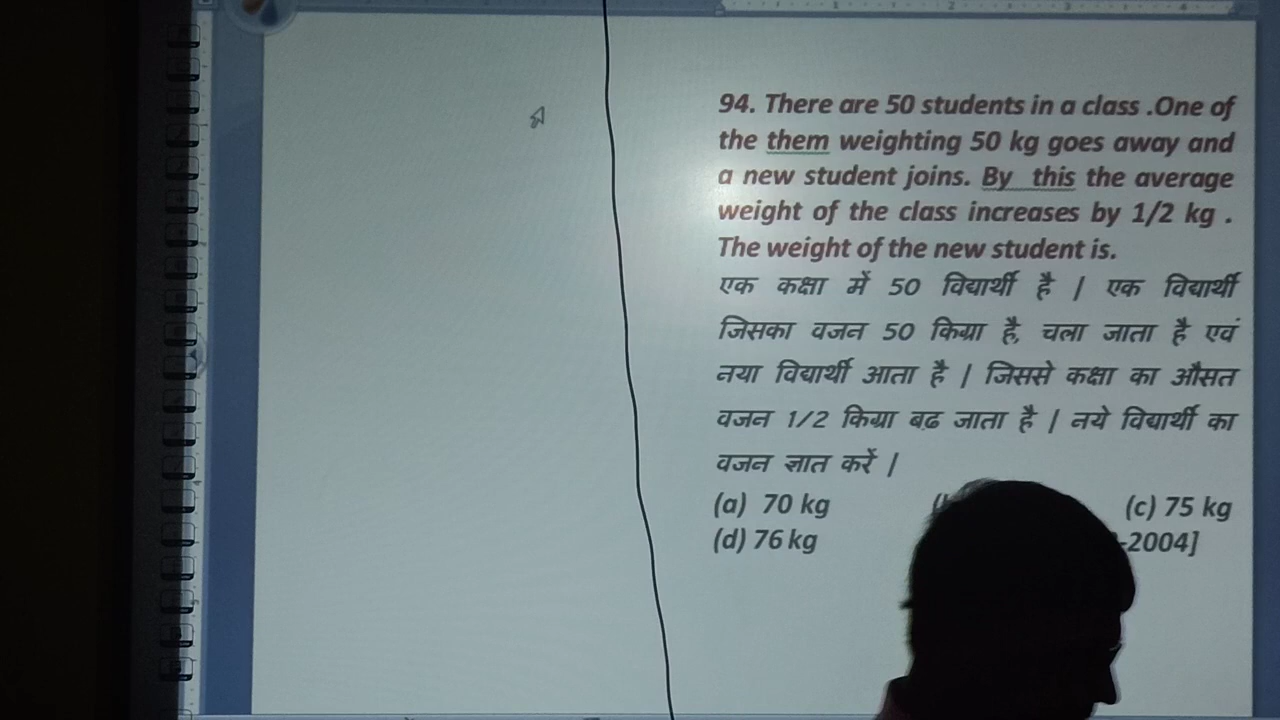 94. There are 50 students in a class .One of
the them weighting 50 kg goes away and
a new student joins. By this the average
weight of the class increases by 1/2 kg .
The weight of the new student is.
एक कक्षा में 50 विद्यार्थी है | एक विद्यार्थी
जिसका वजन 50 किग्रा है, चला जाता है एवं
नया विद्यार्थी आता है | जिससे कक्षा का औसत
वजन 1/2 किग्रा बढ़ जाता है | नये विद्यार्थी का
वजन ज्ञात करें |
(a) 70 kg (c) 75 kg
(d) 76 kg -2004]